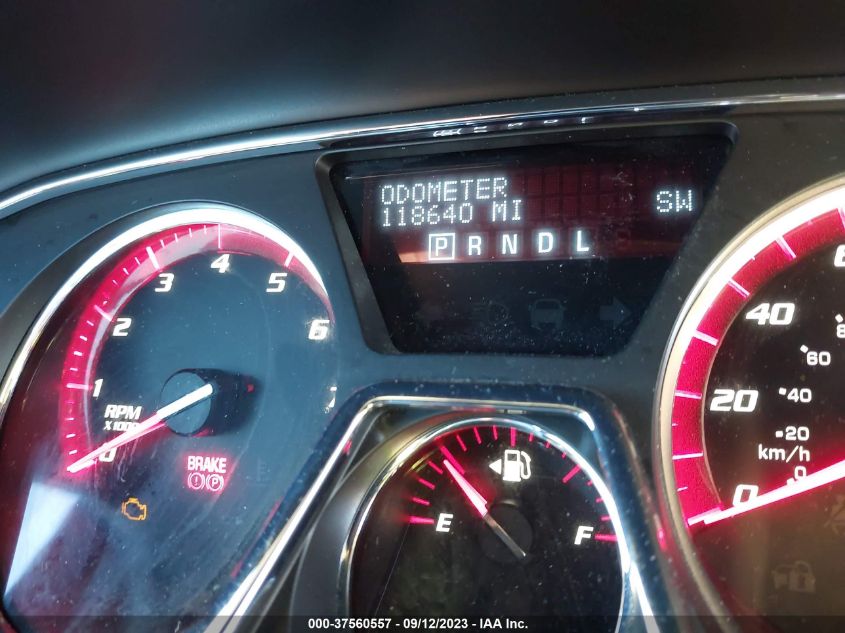 ODOMETER
118640 MI
SW
P R N D L
0
1
2
3
4
5
6
RPM
X1000
BRAKE
P
E
F
0
20
40
0
20
40
60
km/h
000-37560557 - 09/12/2023 - IAA Inc.